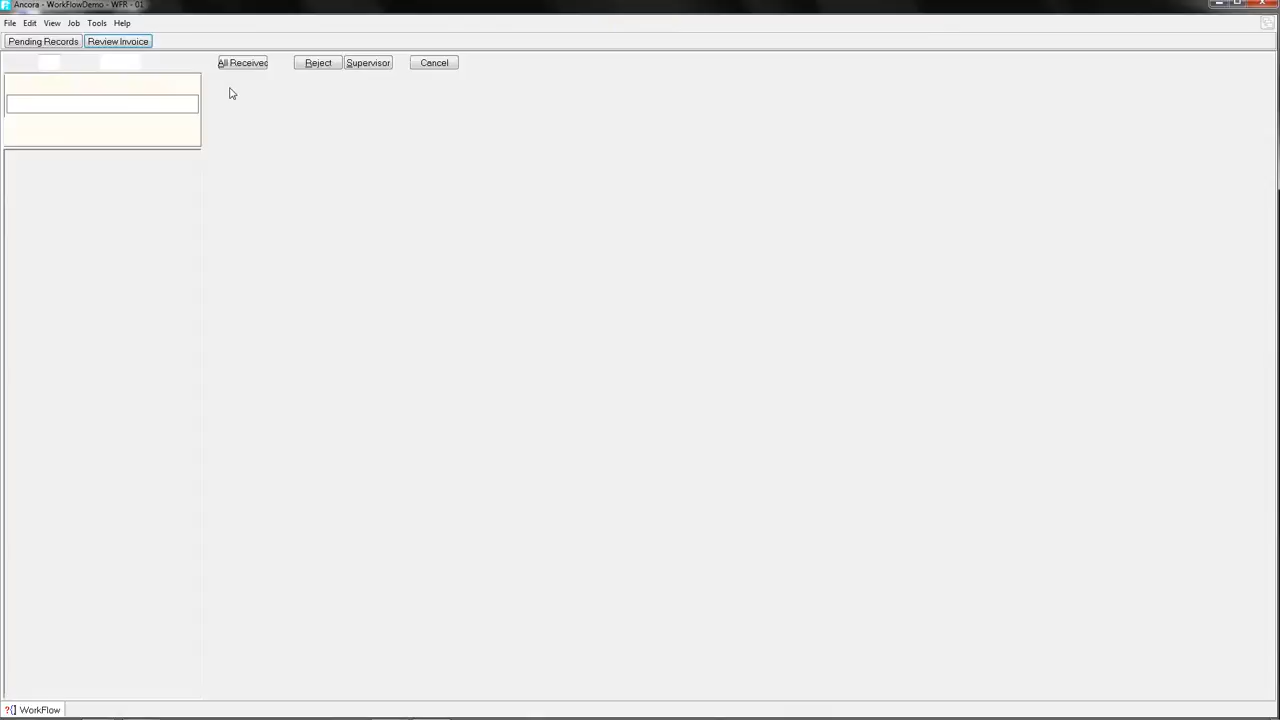 Ancora - WorkFlowDemo - WFR - 01
File Edit View Job Tools Help
Pending Records Review Invoice
All Received Reject Supervisor Cancel
?{] WorkFlow